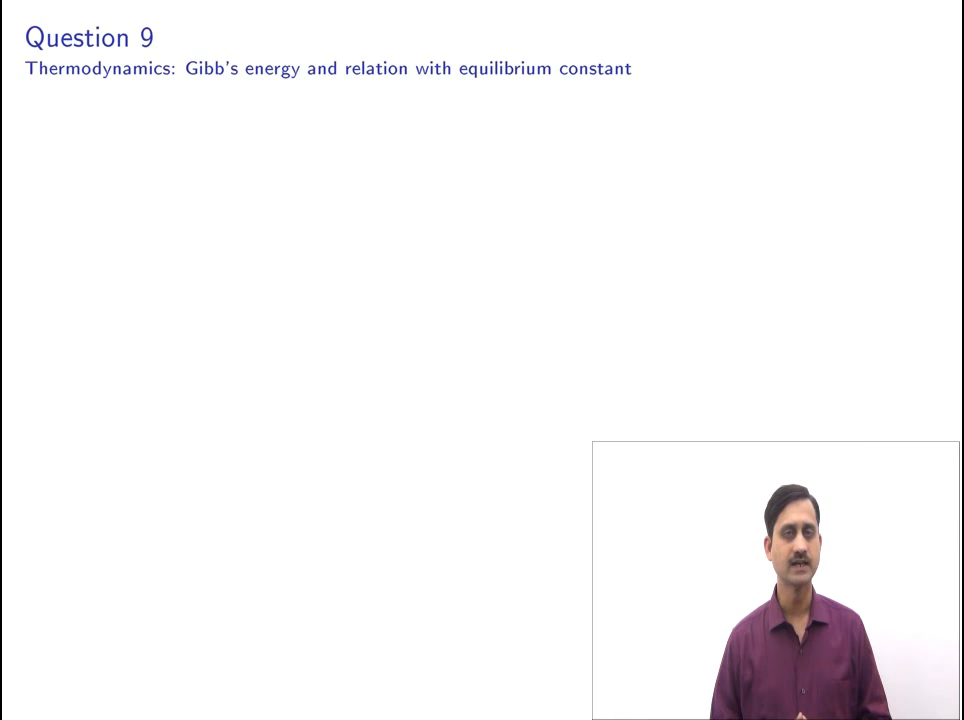 Question 9
Thermodynamics: Gibb's energy and relation with equilibrium constant